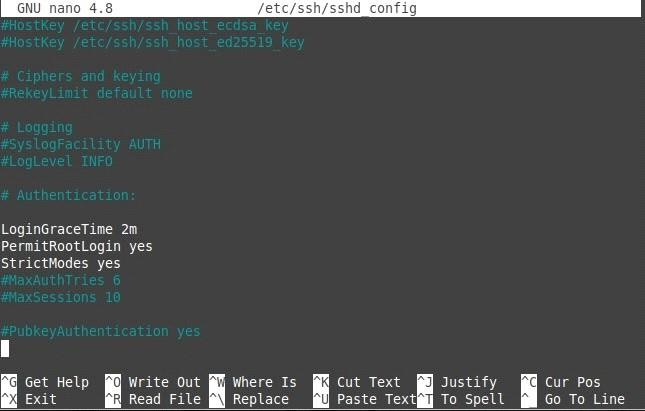 GNU nano 4.8 /etc/ssh/sshd_config
#HostKey /etc/ssh/ssh_host_ecdsa_key
#HostKey /etc/ssh/ssh_host_ed25519_key
# Ciphers and keying
#RekeyLimit default none
# Logging
#SyslogFacility AUTH
#LogLevel INFO
# Authentication:
LoginGraceTime 2m
PermitRootLogin yes
StrictModes yes
#MaxAuthTries 6
#MaxSessions 10
#PubkeyAuthentication yes
^G Get Help ^O Write Out ^W Where Is ^K Cut Text ^J Justify ^C Cur Pos
^X Exit ^R Read File ^\ Replace ^U Paste Text ^T To Spell ^_ Go To Line